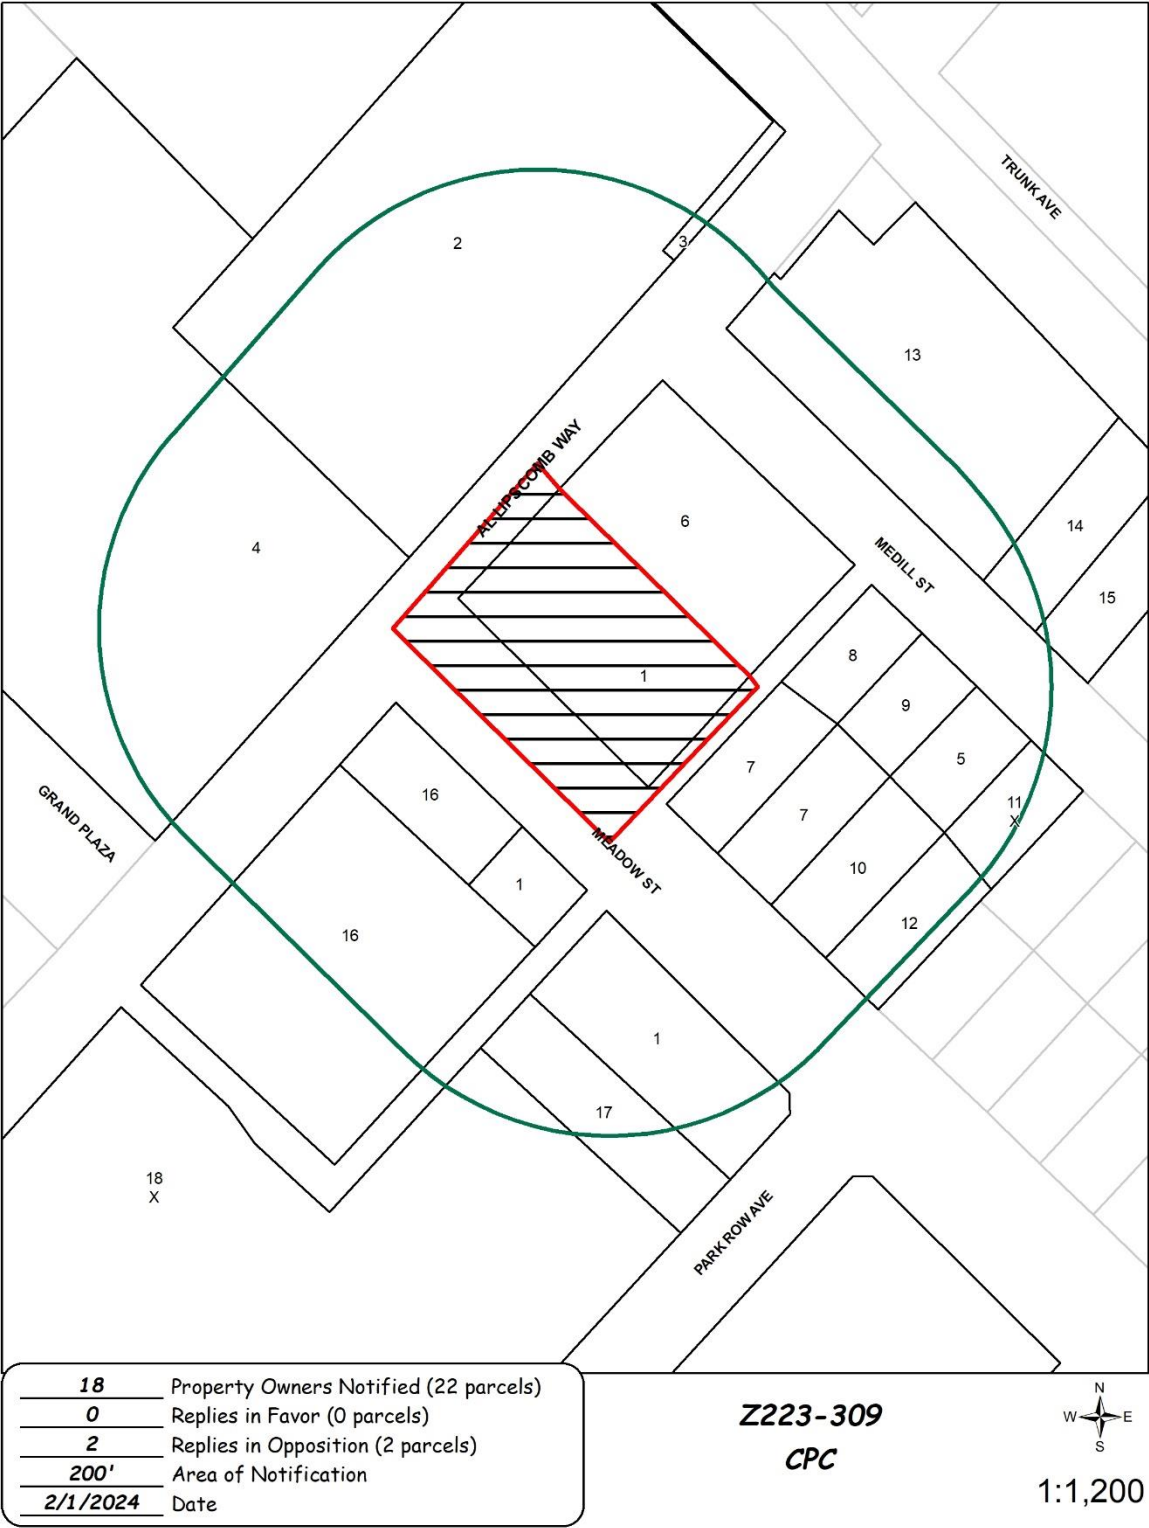 TRUNK AVE
2
3
13
AL LIPSCOMB WAY
6
14
4
MEDILL ST
15
8
1
9
5
7
16
11
X
7
GRAND PLAZA
MEADOW ST
10
1
12
16
1
17
18
X
PARK ROW AVE
18 Property Owners Notified (22 parcels)
0 Replies in Favor (0 parcels)
2 Replies in Opposition (2 parcels)
200' Area of Notification
2/1/2024 Date
Z223-309
CPC
N
W E
S
1:1,200